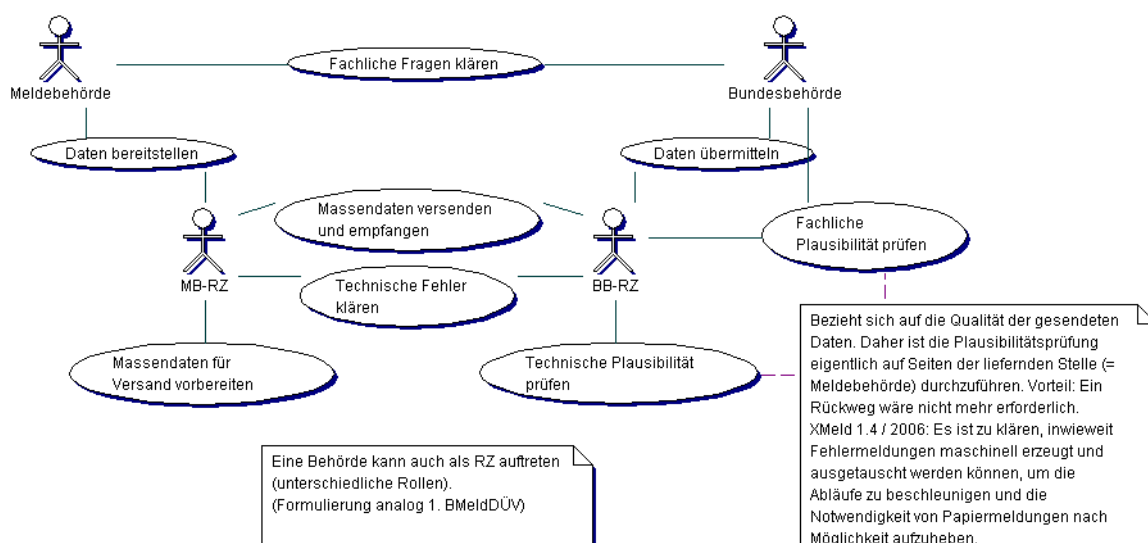 Fachliche Fragen klären
Meldebehörde
Bundesbehörde
Daten bereitstellen
Daten übermitteln
Massendaten versenden
und empfangen
Fachliche
Plausibilität prüfen
MB-RZ
Technische Fehler
klären
BB-RZ
Massendaten für
Versand vorbereiten
Technische Plausibilität
prüfen
Bezieht sich auf die Qualität der gesendeten
Daten. Daher ist die Plausibilitätsprüfung
eigentlich auf Seiten der liefernden Stelle (=
Meldebehörde) durchzuführen. Vorteil: Ein
Rückweg wäre nicht mehr erforderlich.
XMeld 1.4 / 2006: Es ist zu klären, inwieweit
Fehlermeldungen maschinell erzeugt und
ausgetauscht werden können, um die
Abläufe zu beschleunigen und die
Notwendigkeit von Papiermeldungen nach
Möglichkeit aufzuheben.
Eine Behörde kann auch als RZ auftreten
(unterschiedliche Rollen).
(Formulierung analog 1. BMeldDÜV)